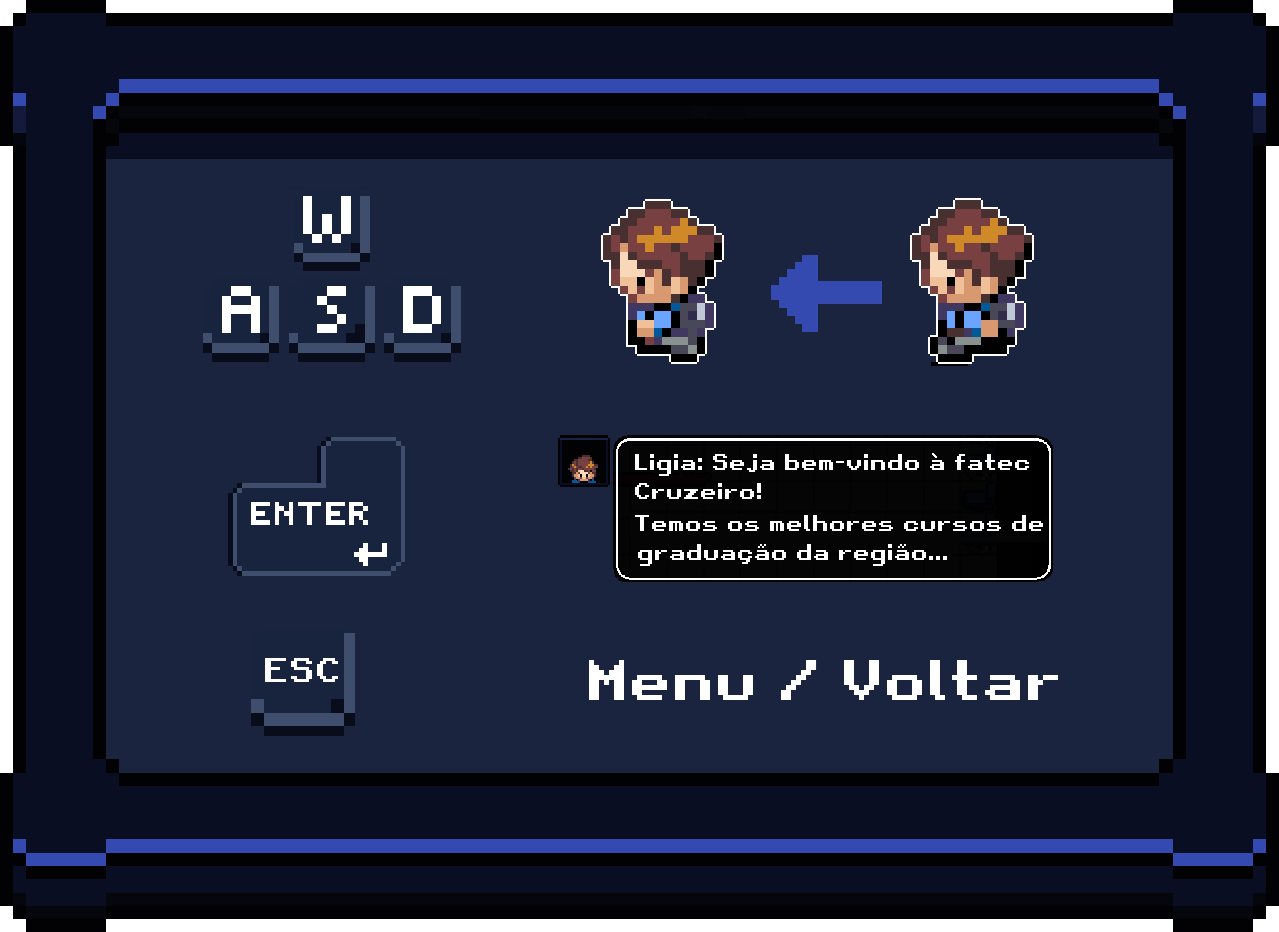 W
A S D
ENTER
Ligia: Seja bem-vindo à fatec
Cruzeiro!
Temos os melhores cursos de
graduação da região...
ESC
Menu / Voltar